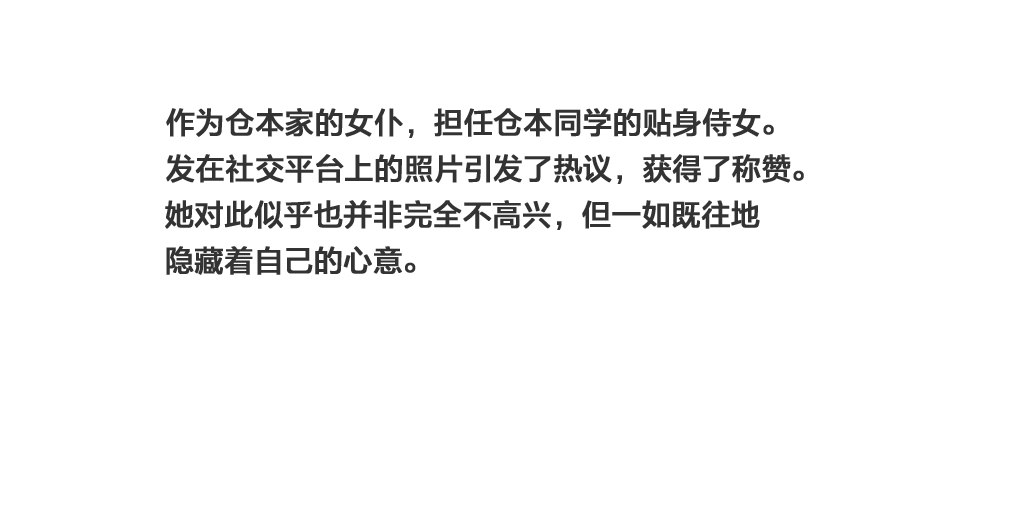 作为仓本家的女仆，担任仓本同学的贴身侍女。
发在社交平台上的照片引发了热议，获得了称赞。
她对此似乎也并非完全不高兴，但一如既往地
隐藏着自己的心意。